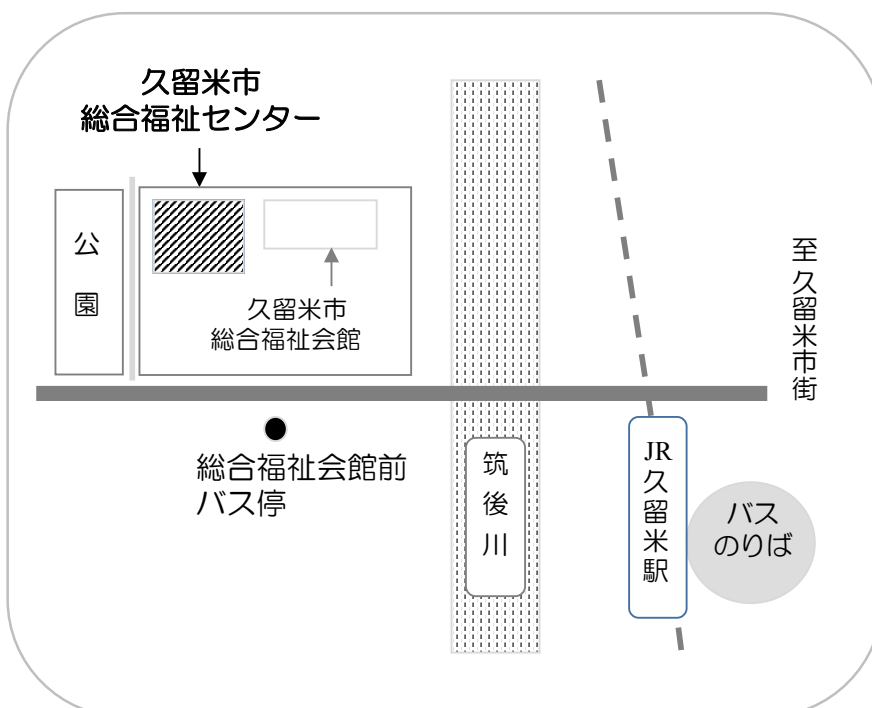 久留米市
総合福祉センター
公園
久留米市
総合福祉会館
至久留米市街
総合福祉会館前
バス停
筑後川
JR久留米駅
バス
のりば